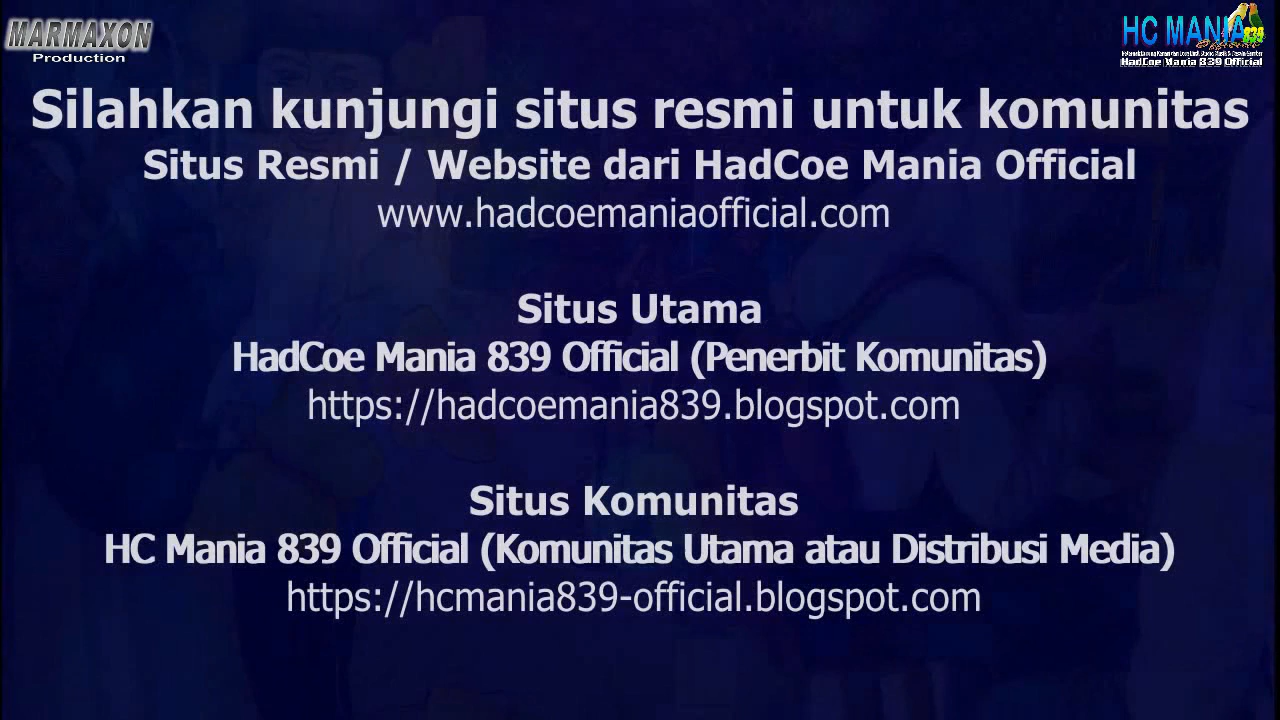 MARMAXON
Production
HC MANIA
839
Official
HadCoe Mania 839 Official
Silahkan kunjungi situs resmi untuk komunitas
Situs Resmi / Website dari HadCoe Mania Official
www.hadcoemaniaofficial.com
Situs Utama
HadCoe Mania 839 Official (Penerbit Komunitas)
https://hadcoemania839.blogspot.com
Situs Komunitas
HC Mania 839 Official (Komunitas Utama atau Distribusi Media)
https://hcmania839-official.blogspot.com